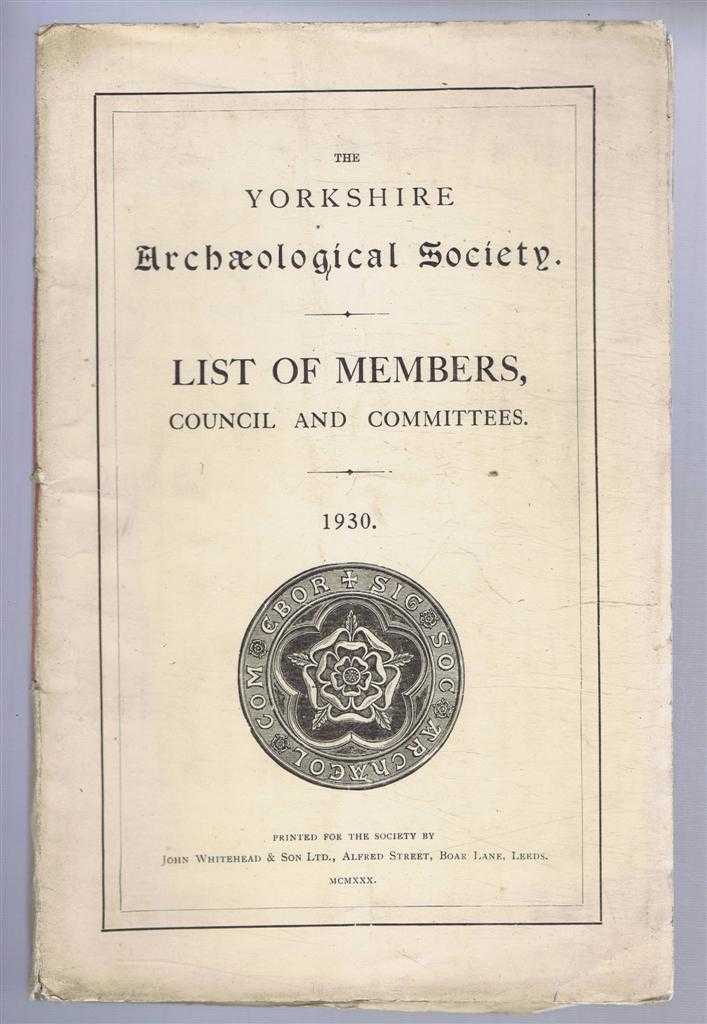 THE
YORKSHIRE
Archæological Society.
LIST OF MEMBERS,
COUNCIL AND COMMITTEES.
1930.
✠ SIG SOC ARCHÆOL COM EBOR
PRINTED FOR THE SOCIETY BY
JOHN WHITEHEAD & SON LTD., ALFRED STREET, BOAR LANE, LEEDS.
MCMXXX.